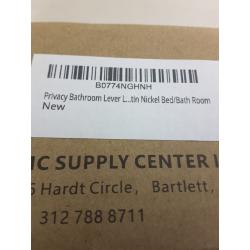 B0774NGHNH
Privacy Bathroom Lever L...tin Nickel Bed/Bath Room
New
IC SUPPLY CENTER I
Hardt Circle, Bartlett,
312 788 8711